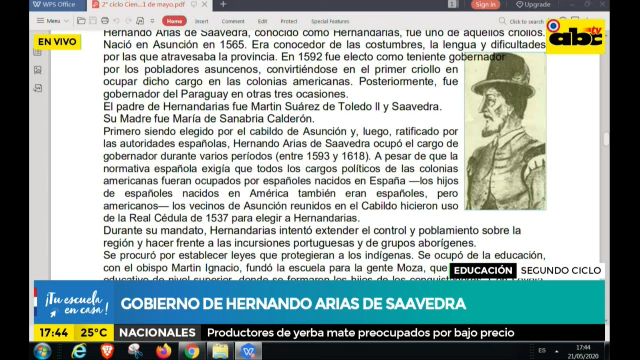 WPS Office
2° ciclo Cien...1 de mayo.pdf
Sign in
Upgrade
EN VIVO
abc tv
Hernando Arias de Saavedra, conocido como Hernandarias, fue uno de aquellos criollos.
Nació en Asunción en 1565. Era conocedor de las costumbres, la lengua y dificultades
por las que atravesaba la provincia. En 1592 fue electo como teniente gobernador
por los pobladores asuncenos, convirtiéndose en el primer criollo en
ocupar dicho cargo en las colonias americanas. Posteriormente, fue
gobernador del Paraguay en otras tres ocasiones.
El padre de Hernandarias fue Martin Suárez de Toledo II y Saavedra.
Su Madre fue María de Sanabria Calderón.
Primero siendo elegido por el cabildo de Asunción y, luego, ratificado por
las autoridades españolas, Hernando Arias de Saavedra ocupó el cargo de
gobernador durante varios períodos (entre 1593 y 1618). A pesar de que la
normativa española exigía que todos los cargos políticos de las colonias
americanas fueran ocupados por españoles nacidos en España —los hijos
de españoles nacidos en América también eran españoles, pero
americanos— los vecinos de Asunción reunidos en el Cabildo hicieron uso
de la Real Cédula de 1537 para elegir a Hernandarias.
Durante su mandato, Hernandarias intentó extender el control y poblamiento sobre la
región y hacer frente a las incursiones portuguesas y de grupos aborígenes.
Se procuró por establecer leyes que protegieran a los indígenas. Se ocupó de la educación,
con el obispo Martin Ignacio, fundó la escuela para la gente Moza, que
EDUCACIÓN SEGUNDO CICLO
¡Tu escuela
en casa!
GOBIERNO DE HERNANDO ARIAS DE SAAVEDRA
17:44 25°C NACIONALES Productores de yerba mate preocupados por bajo precio
ES
17:44
21/05/2020